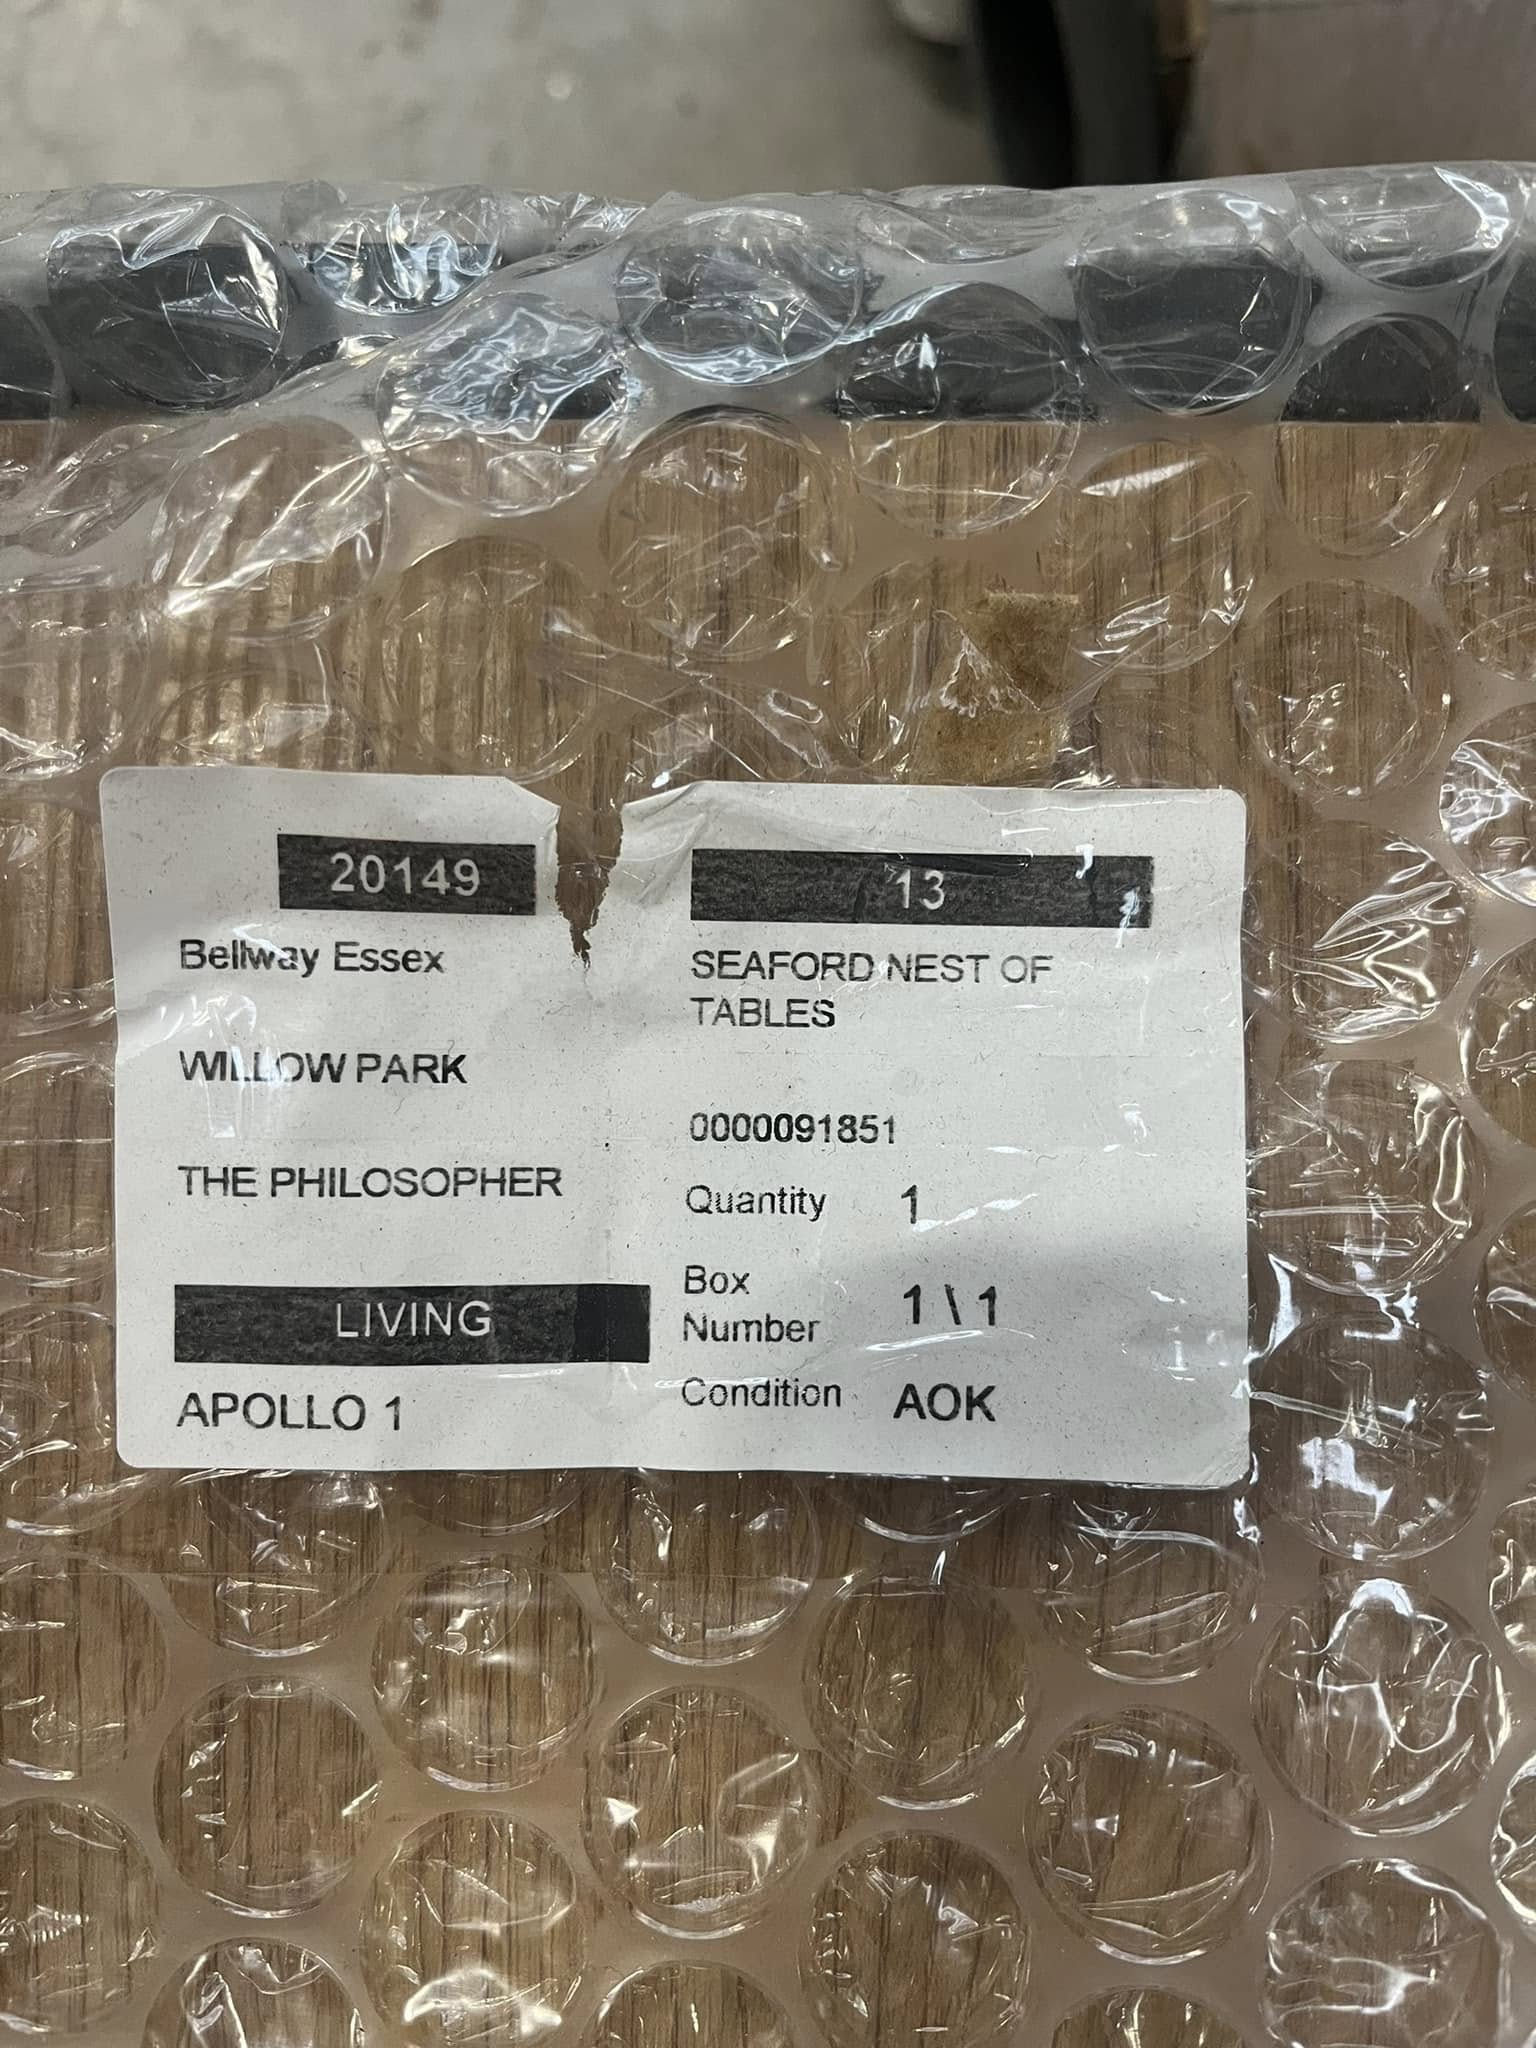 20149
Bellway Essex
WILLOW PARK
THE PHILOSOPHER
LIVING
APOLLO 1
13
SEAFORD NEST OF
TABLES
0000091851
Quantity 1
Box
Number 1 \ 1
Condition AOK